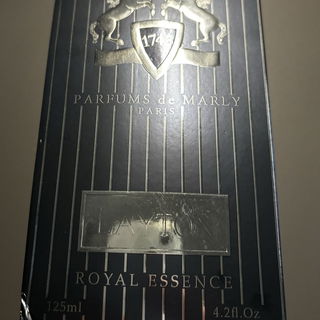 1743
PARFUMS de MARLY
PARIS
LAYTON
ROYAL ESSENCE
125ml 4.2fl.Oz